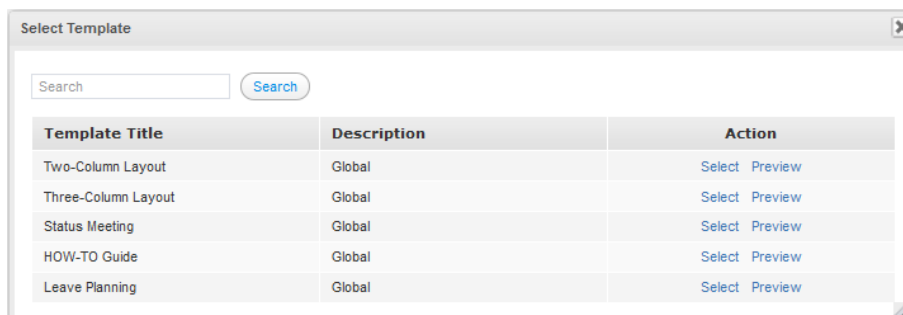 Select Template
Search Search
Template Title Description Action
Two-Column Layout Global Select Preview
Three-Column Layout Global Select Preview
Status Meeting Global Select Preview
HOW-TO Guide Global Select Preview
Leave Planning Global Select Preview